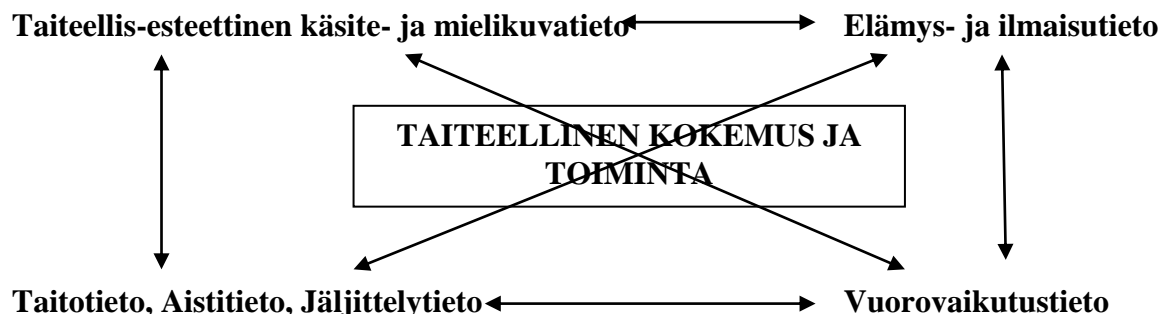 Taiteellis-esteettinen käsite- ja mielikuvatieto Elämys- ja ilmaisutieto
TAITEELLINEN KOKEMUS JA
TOIMINTA
Taitotieto, Aistitieto, Jäljittelytieto Vuorovaikutustieto